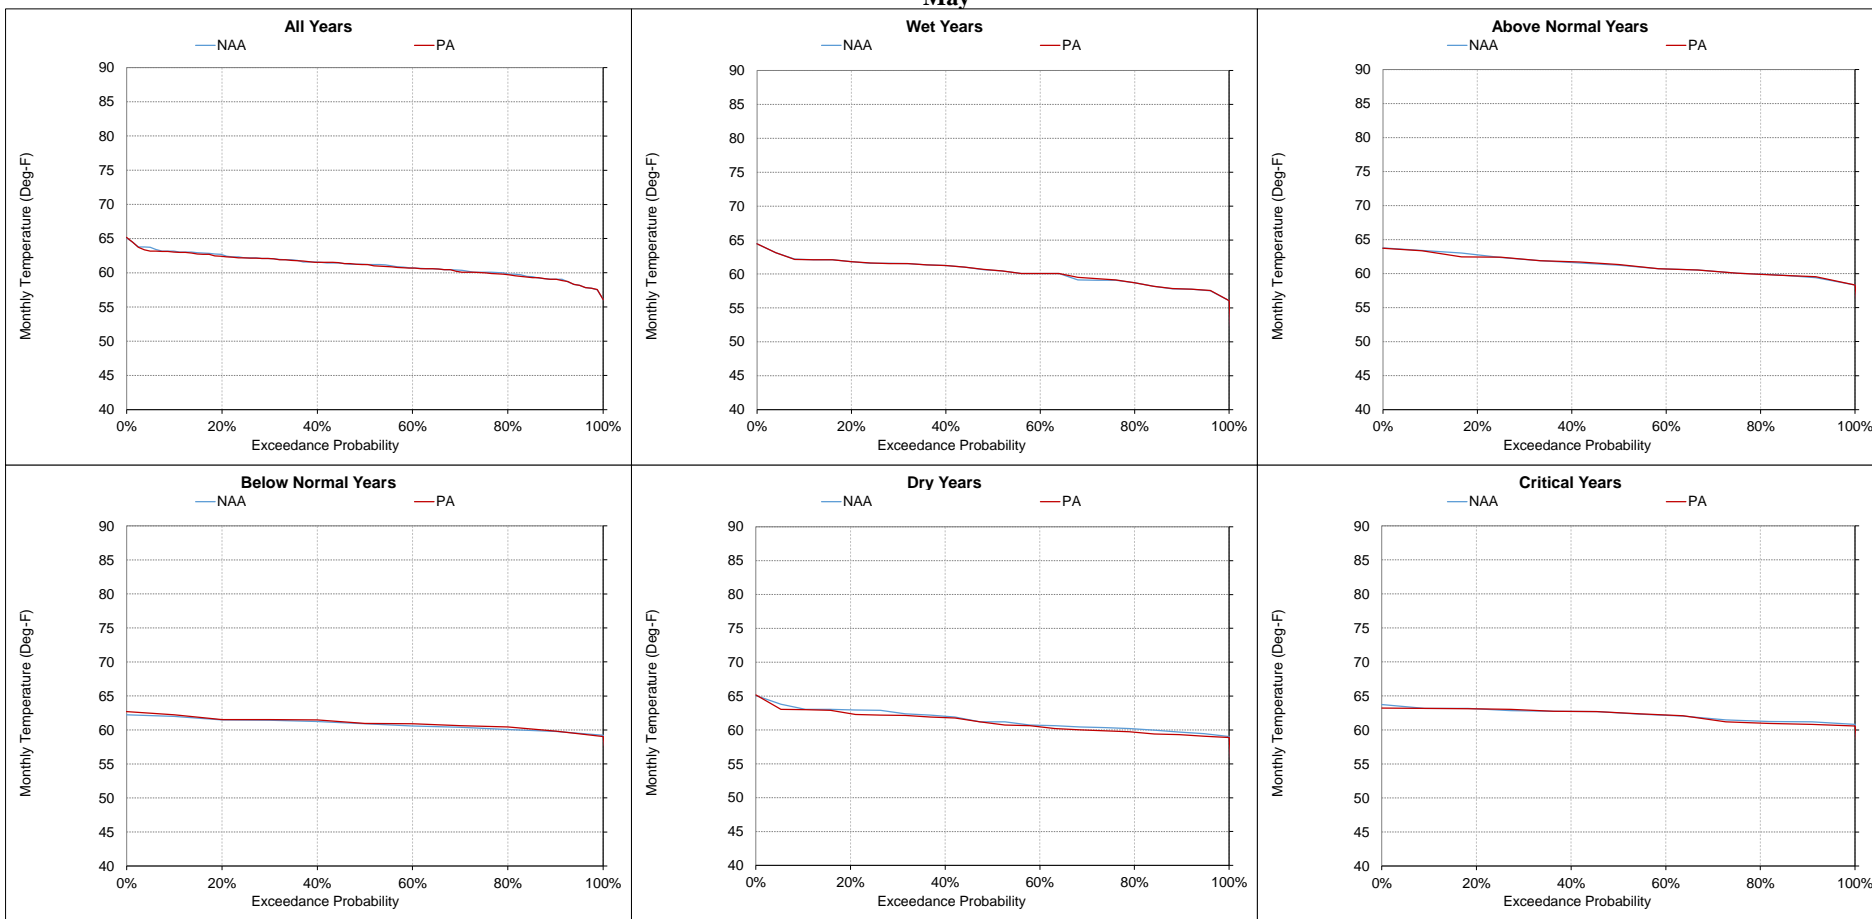 May
All Years
NAA PA
Monthly Temperature (Deg-F)
90
85
80
75
70
65
60
55
50
45
40
0% 20% 40% 60% 80% 100%
Exceedance Probability
Wet Years
NAA PA
Monthly Temperature (Deg-F)
90
85
80
75
70
65
60
55
50
45
40
0% 20% 40% 60% 80% 100%
Exceedance Probability
Above Normal Years
NAA PA
Monthly Temperature (Deg-F)
90
85
80
75
70
65
60
55
50
45
40
0% 20% 40% 60% 80% 100%
Exceedance Probability
Below Normal Years
NAA PA
Monthly Temperature (Deg-F)
90
85
80
75
70
65
60
55
50
45
40
0% 20% 40% 60% 80% 100%
Exceedance Probability
Dry Years
NAA PA
Monthly Temperature (Deg-F)
90
85
80
75
70
65
60
55
50
45
40
0% 20% 40% 60% 80% 100%
Exceedance Probability
Critical Years
NAA PA
Monthly Temperature (Deg-F)
90
85
80
75
70
65
60
55
50
45
40
0% 20% 40% 60% 80% 100%
Exceedance Probability